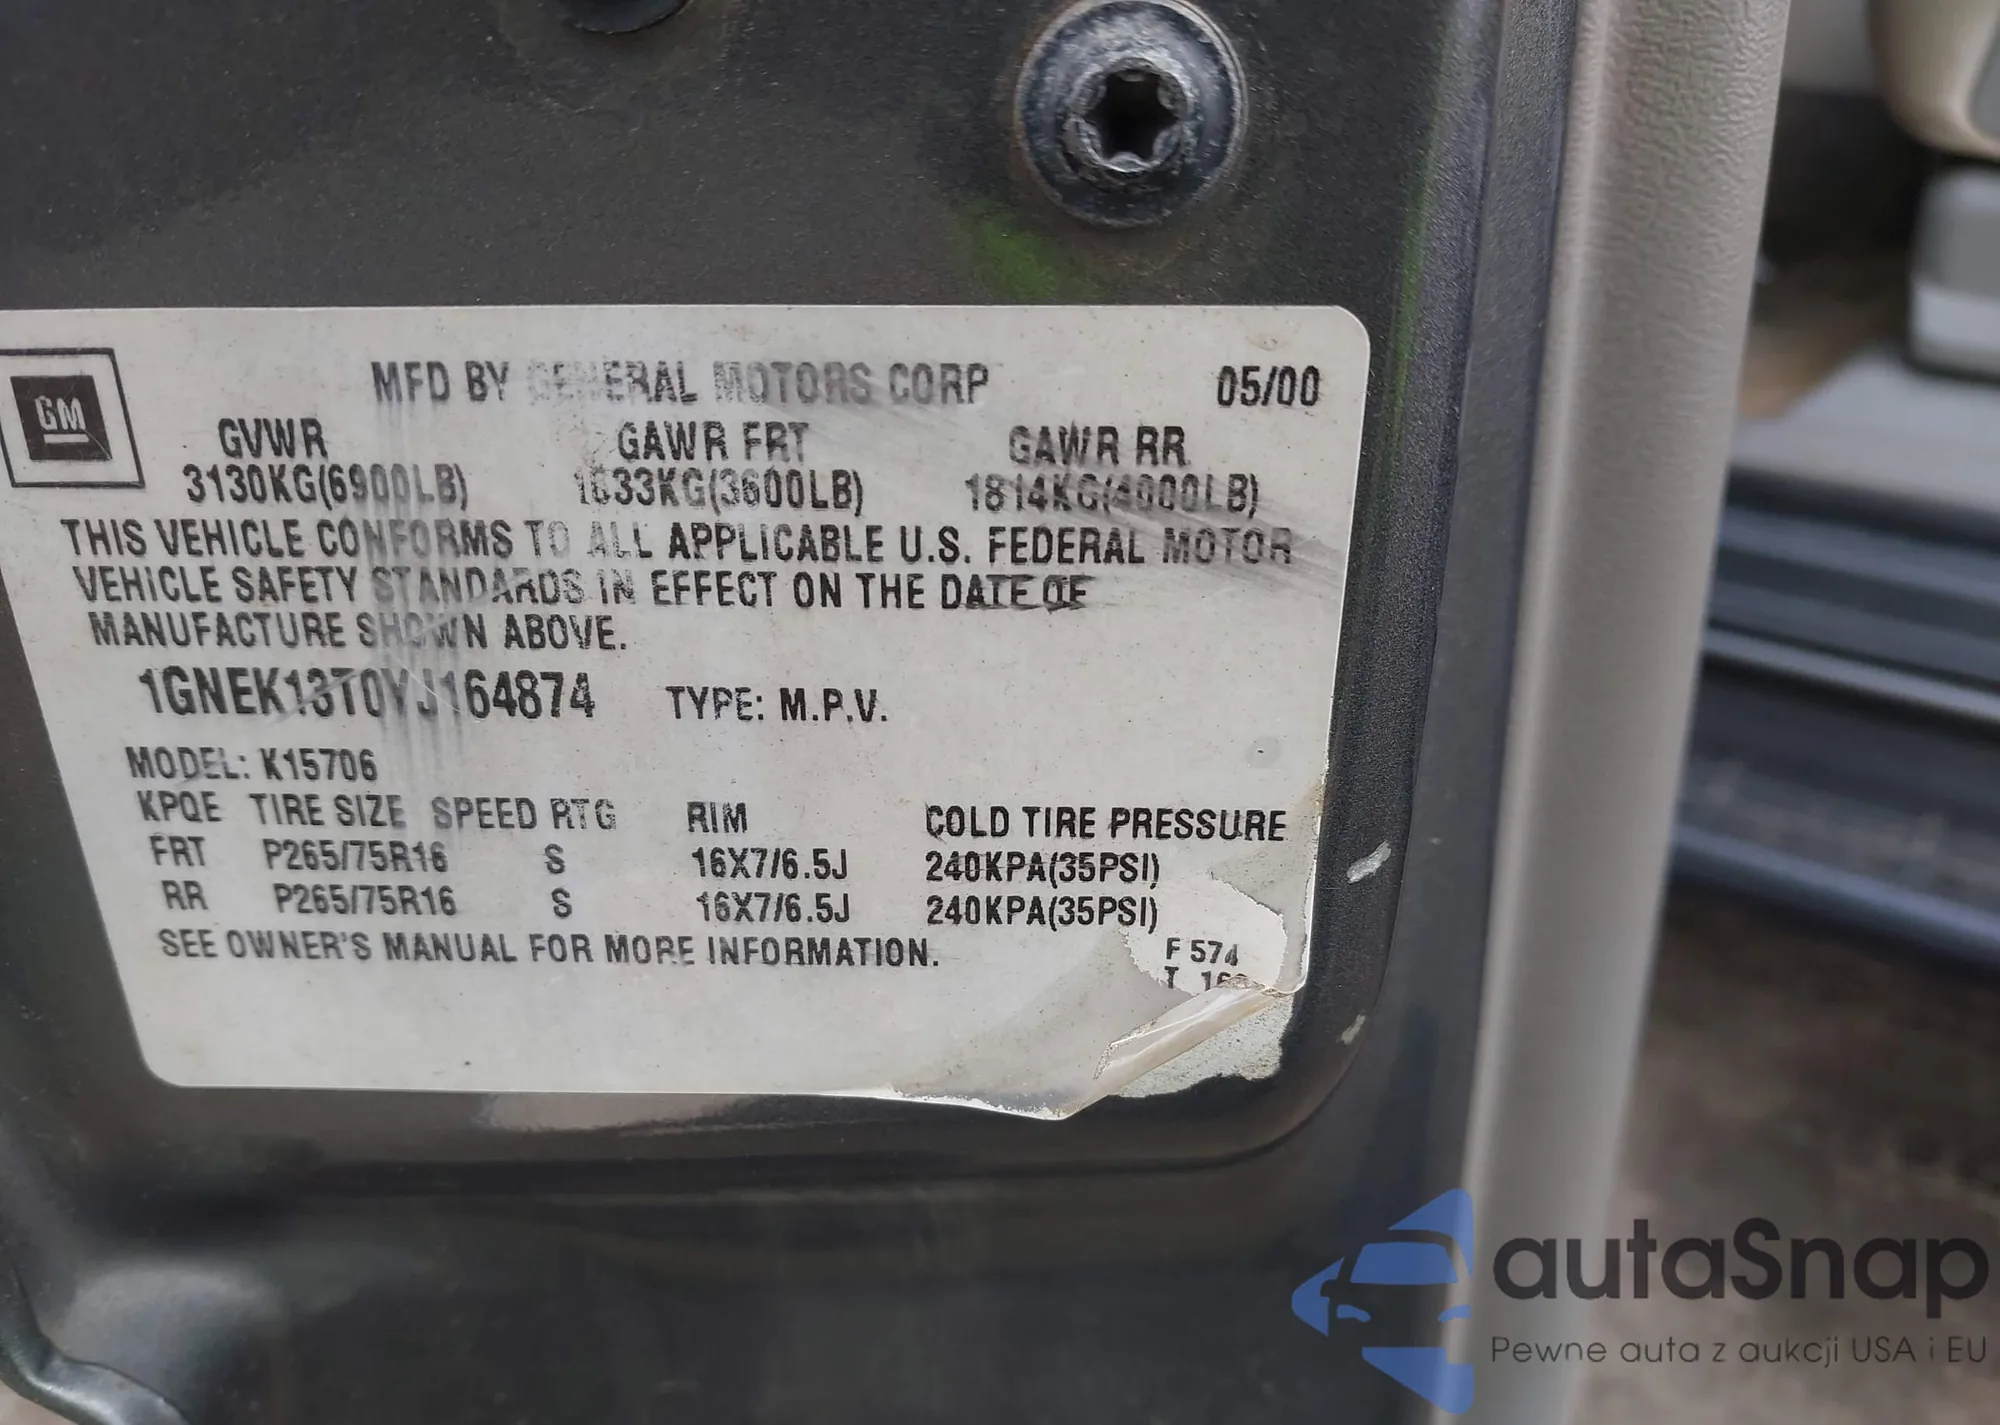 MFD BY GENERAL MOTORS CORP 05/00
GM
GVWR GAWR FRT GAWR RR
3130KG(6900LB) 1633KG(3600LB) 1814KG(4000LB)
THIS VEHICLE CONFORMS TO ALL APPLICABLE U.S. FEDERAL MOTOR
VEHICLE SAFETY STANDARDS IN EFFECT ON THE DATE OF
MANUFACTURE SHOWN ABOVE.
1GNEK13T0YJ164874 TYPE: M.P.V.
MODEL: K15706
KPQE TIRE SIZE SPEED RTG RIM COLD TIRE PRESSURE
FRT P265/75R16 S 16X7/6.5J 240KPA(35PSI)
RR P265/75R16 S 16X7/6.5J 240KPA(35PSI)
SEE OWNER'S MANUAL FOR MORE INFORMATION.
F 574
T
autaSnap
Pewne auta z aukcji USA i EU